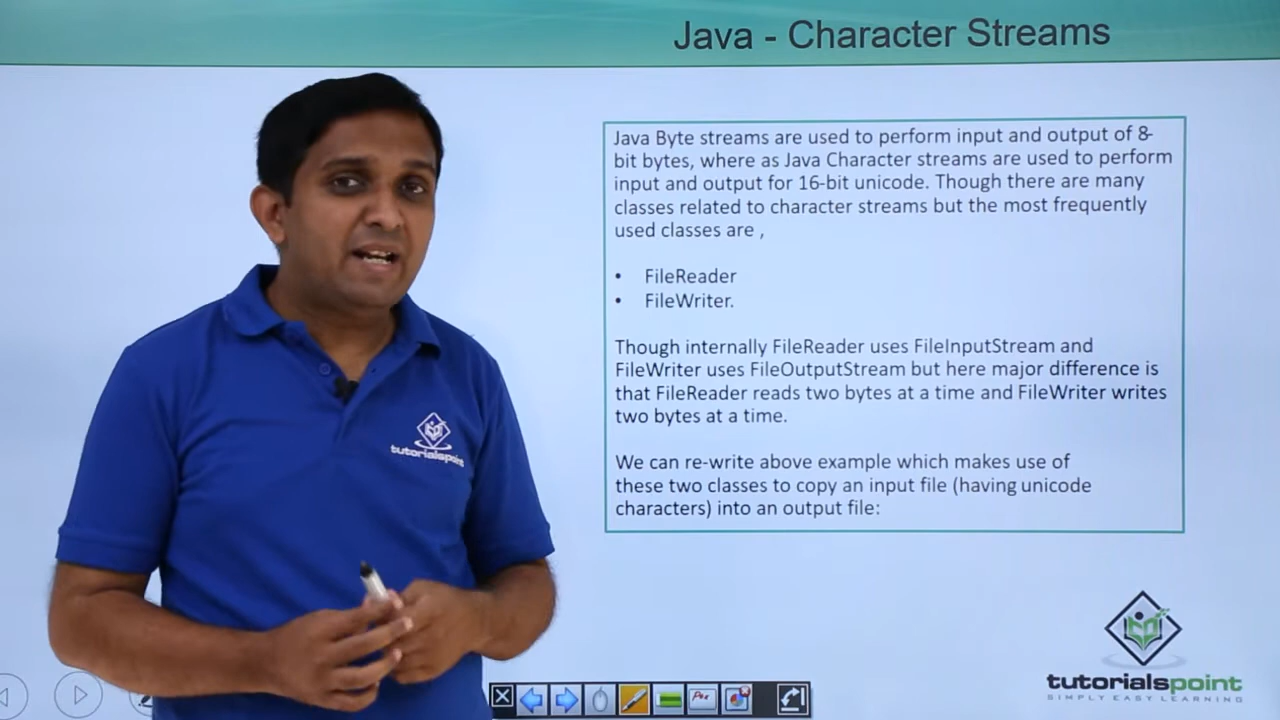 Java - Character Streams
Java Byte streams are used to perform input and output of 8-
bit bytes, where as Java Character streams are used to perform
input and output for 16-bit unicode. Though there are many
classes related to character streams but the most frequently
used classes are ,
• FileReader
• FileWriter.
Though internally FileReader uses FileInputStream and
FileWriter uses FileOutputStream but here major difference is
that FileReader reads two bytes at a time and FileWriter writes
two bytes at a time.
We can re-write above example which makes use of
these two classes to copy an input file (having unicode
characters) into an output file:
tutorialspoint
tutorialspoint
SIMPLY EASY LEARNING